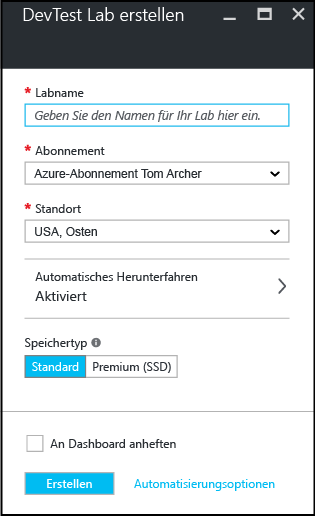 DevTest Lab erstellen
* Labname
Geben Sie den Namen für Ihr Lab hier ein.
* Abonnement
Azure-Abonnement Tom Archer
* Standort
USA, Osten
Automatisches Herunterfahren
Aktiviert
Speichertyp
Standard Premium (SSD)
An Dashboard anheften
Erstellen Automatisierungsoptionen